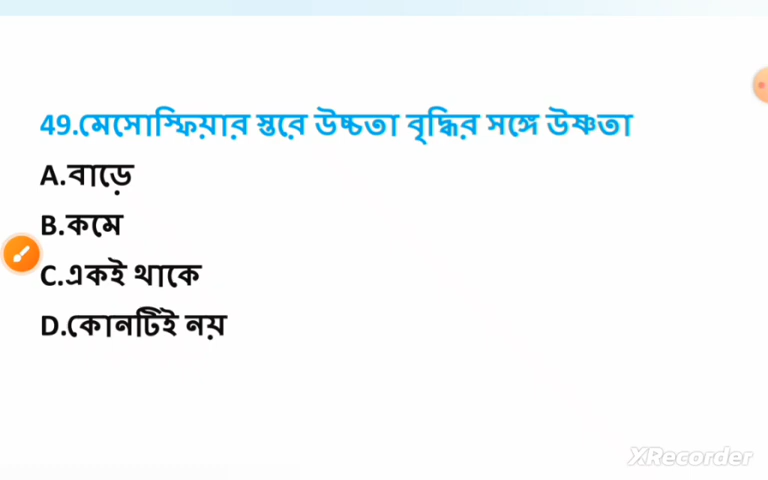 49.মেসোস্ফিয়ার স্তরে উচ্চতা বৃদ্ধির সঙ্গে উষ্ণতা
A.বাড়ে
B.কমে
C.একই থাকে
D.কোনটিই নয়
XRecorder